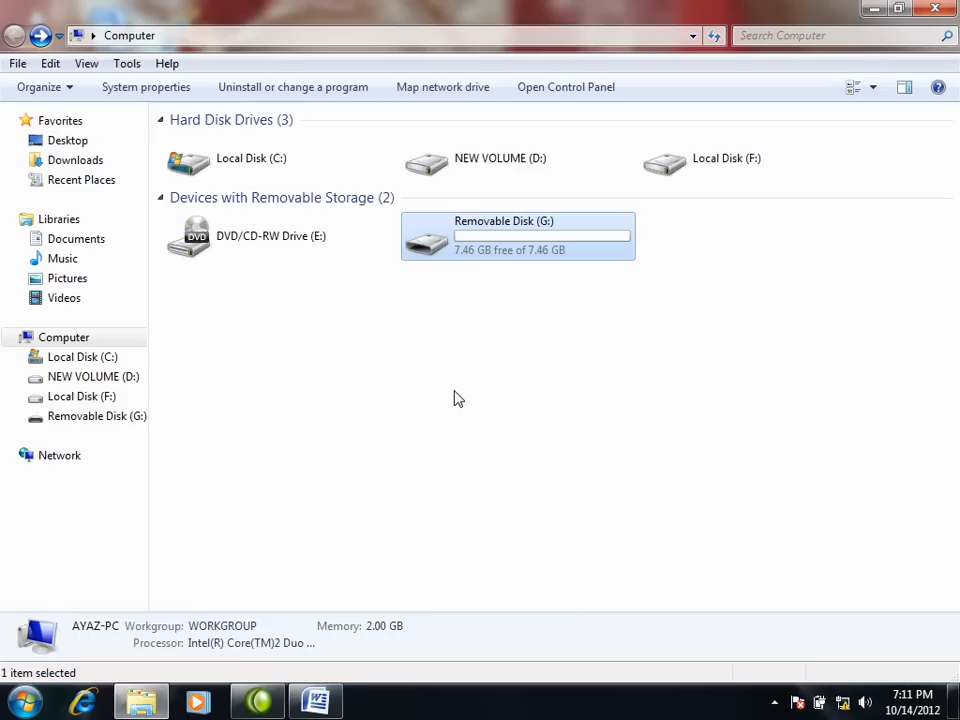 Computer
Search Computer
File Edit View Tools Help
Organize System properties Uninstall or change a program Map network drive Open Control Panel
Favorites
Desktop
Downloads
Recent Places
Libraries
Documents
Music
Pictures
Videos
Computer
Local Disk (C:)
NEW VOLUME (D:)
Local Disk (F:)
Removable Disk (G:)
Network
Hard Disk Drives (3)
Local Disk (C:) NEW VOLUME (D:) Local Disk (F:)
Devices with Removable Storage (2)
DVD
DVD/CD-RW Drive (E:)
Removable Disk (G:)
7.46 GB free of 7.46 GB
AYAZ-PC Workgroup: WORKGROUP Memory: 2.00 GB
Processor: Intel(R) Core(TM)2 Duo ...
1 item selected
7:11 PM
10/14/2012